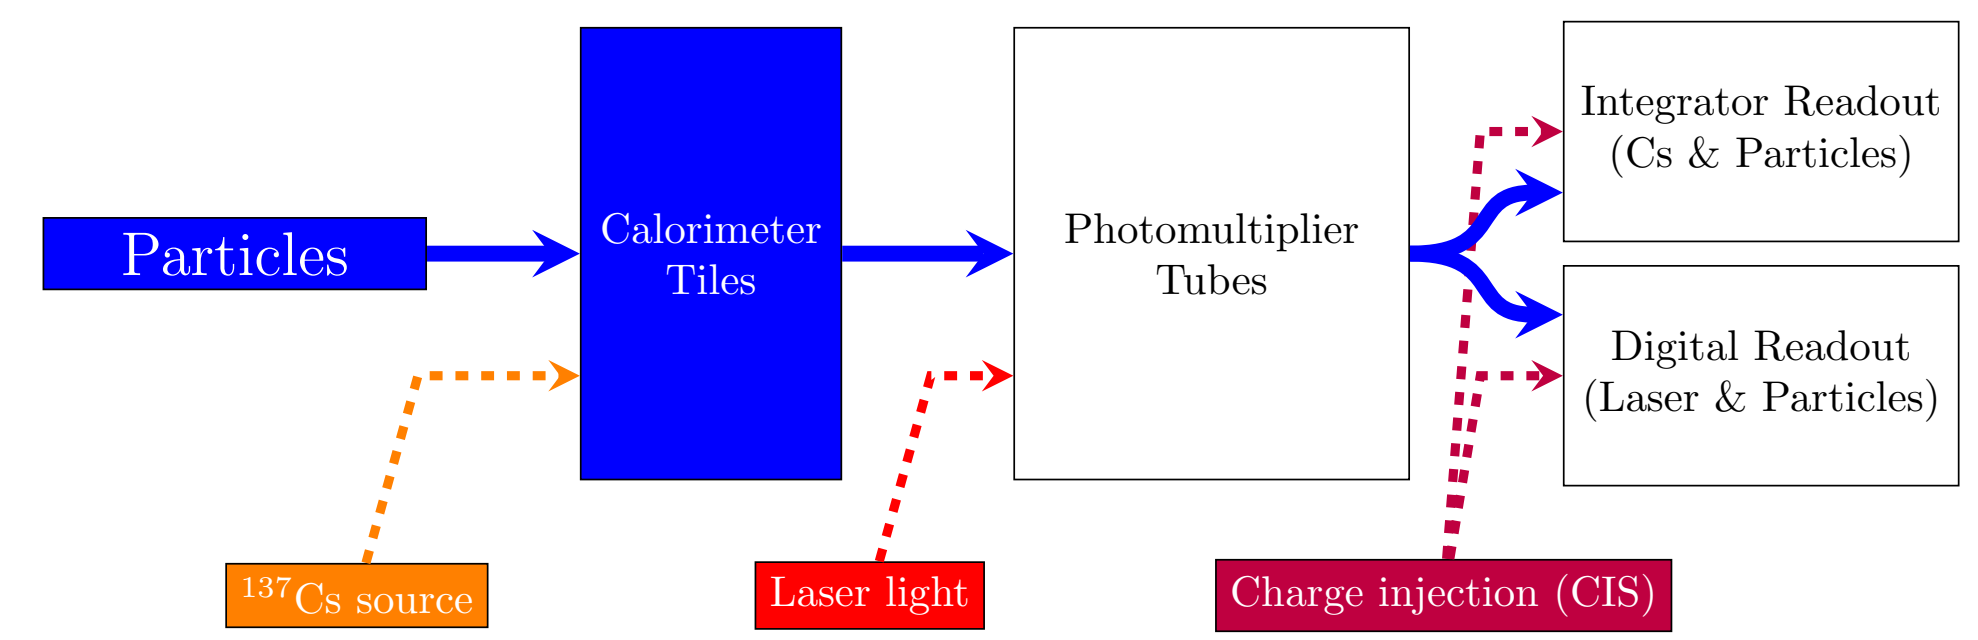 Particles
Calorimeter
Tiles
Photomultiplier
Tubes
Integrator Readout
(Cs & Particles)
Digital Readout
(Laser & Particles)
¹³⁷Cs source
Laser light
Charge injection (CIS)